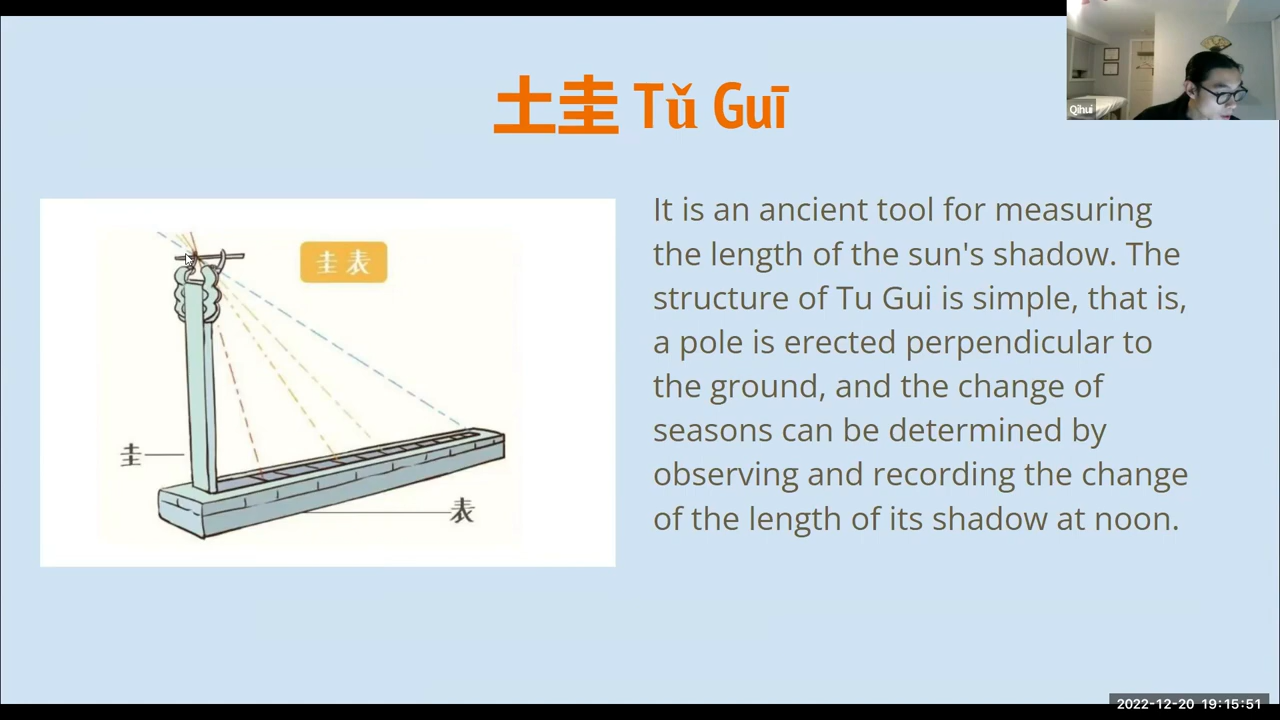 土圭 Tǔ Guī
Qihui
圭表
圭
表
It is an ancient tool for measuring
the length of the sun's shadow. The
structure of Tu Gui is simple, that is,
a pole is erected perpendicular to
the ground, and the change of
seasons can be determined by
observing and recording the change
of the length of its shadow at noon.
2022-12-20 19:15:51